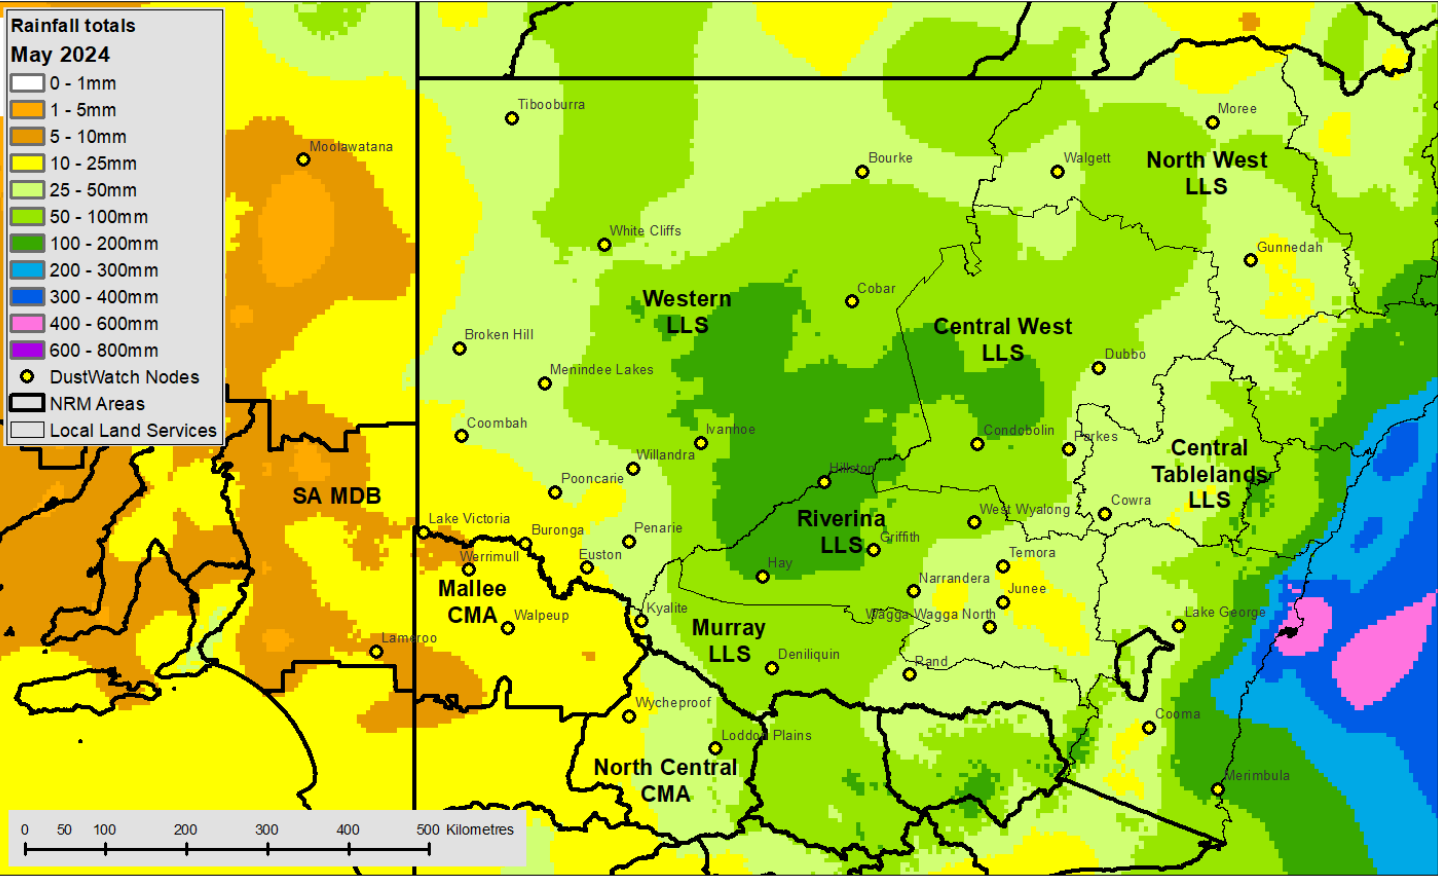 Rainfall totals
May 2024
0 - 1mm
1 - 5mm
5 - 10mm
10 - 25mm
25 - 50mm
50 - 100mm
100 - 200mm
200 - 300mm
300 - 400mm
400 - 600mm
600 - 800mm
DustWatch Nodes
NRM Areas
Local Land Services
Tibooburra
Moree
Moolawatana
Bourke
Walgett
North West
LLS
White Cliffs
Gunnedah
Cobar
Western
LLS
Central West
LLS
Broken Hill
Dubbo
Menindee Lakes
Coombah
Ivanhoe
Condobolin
Parkes
Central
Tablelands
LLS
Willandra
Hillston
Pooncarie
SA MDB
Cowra
West Wyalong
Riverina
LLS
Lake Victoria
Buronga
Penarie
Griffith
Werrimull
Euston
Temora
Hay
Mallee
CMA
Narrandera
Junee
Walpeup
Kyalite
Wagga Wagga North
Lake George
Lameroo
Murray
LLS
Deniliquin
Rand
Wycheproof
Cooma
Loddon Plains
North Central
CMA
Merimbula
0 50 100 200 300 400 500 Kilometres